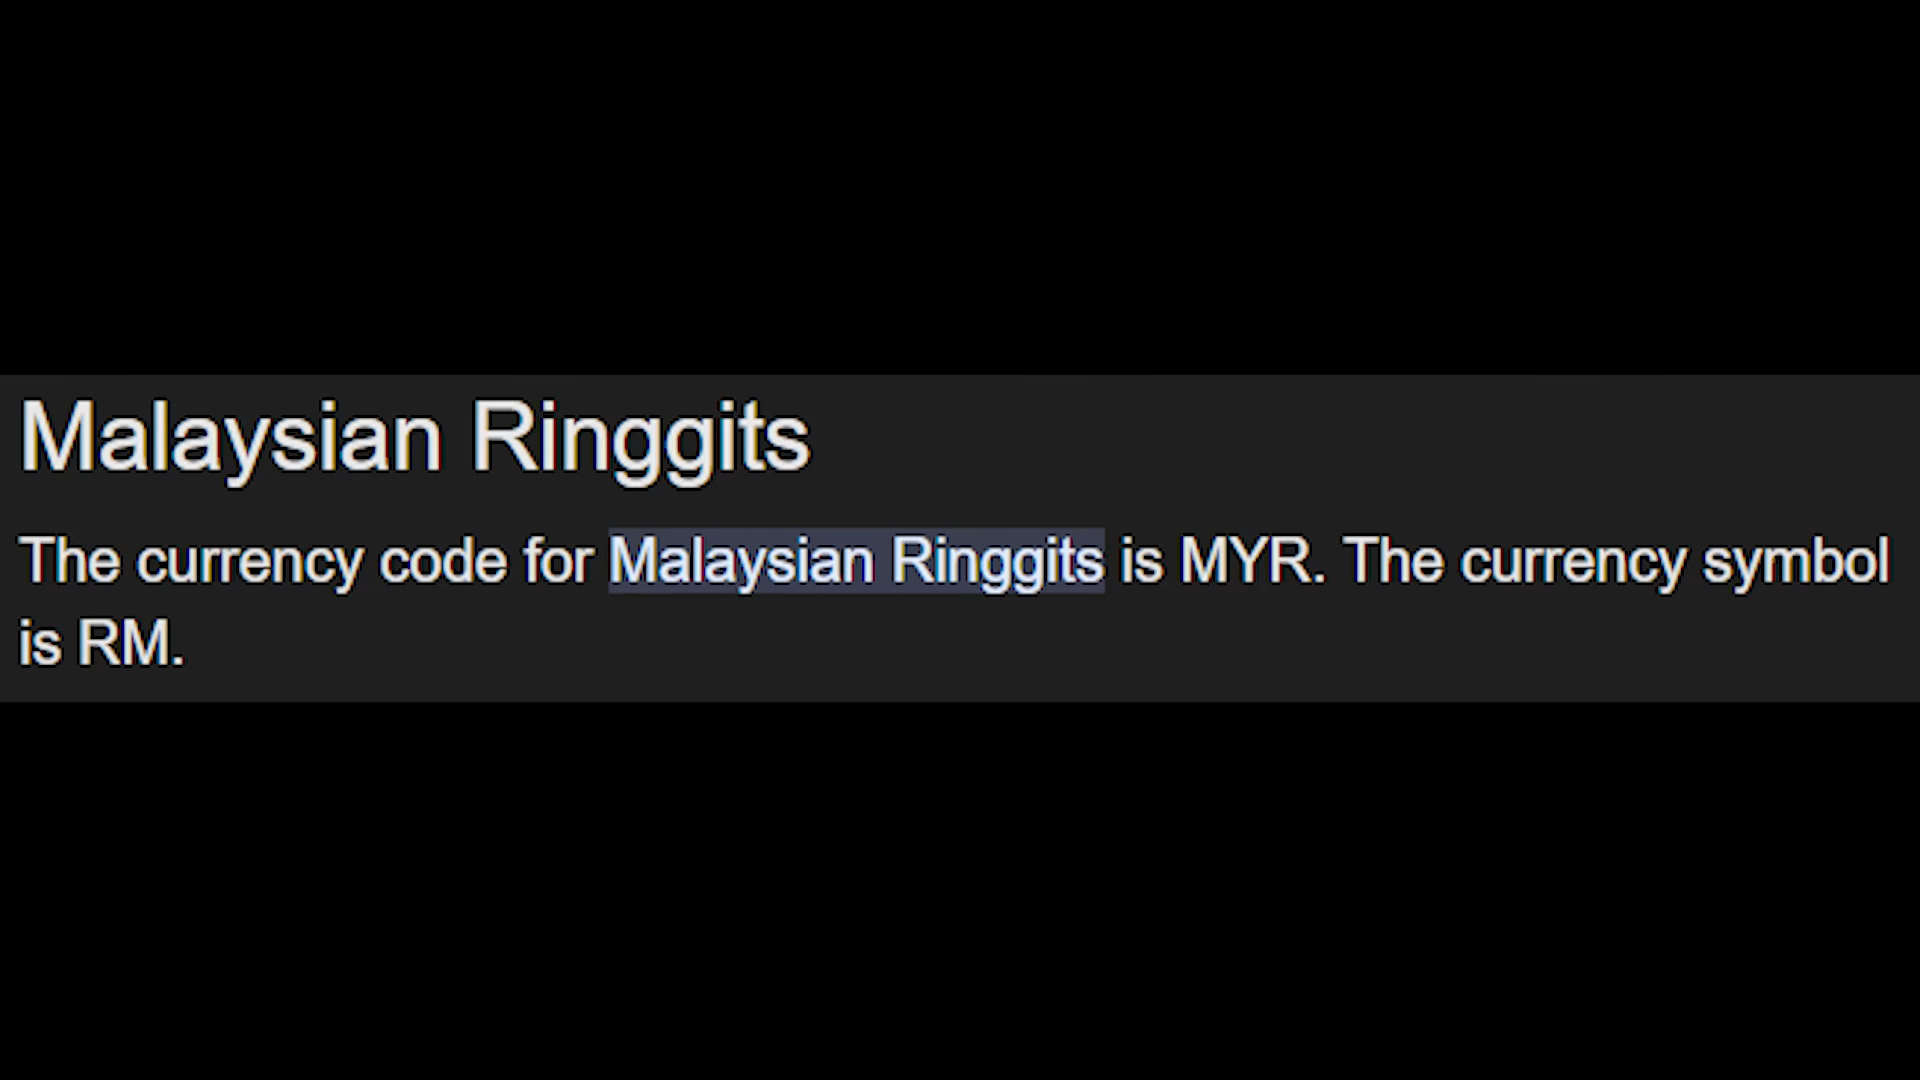 Malaysian Ringgits
The currency code for Malaysian Ringgits is MYR. The currency symbol
is RM.